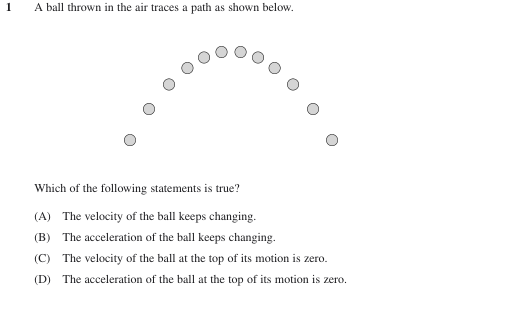 1 A ball thrown in the air traces a path as shown below.
Which of the following statements is true?
(A) The velocity of the ball keeps changing.
(B) The acceleration of the ball keeps changing.
(C) The velocity of the ball at the top of its motion is zero.
(D) The acceleration of the ball at the top of its motion is zero.